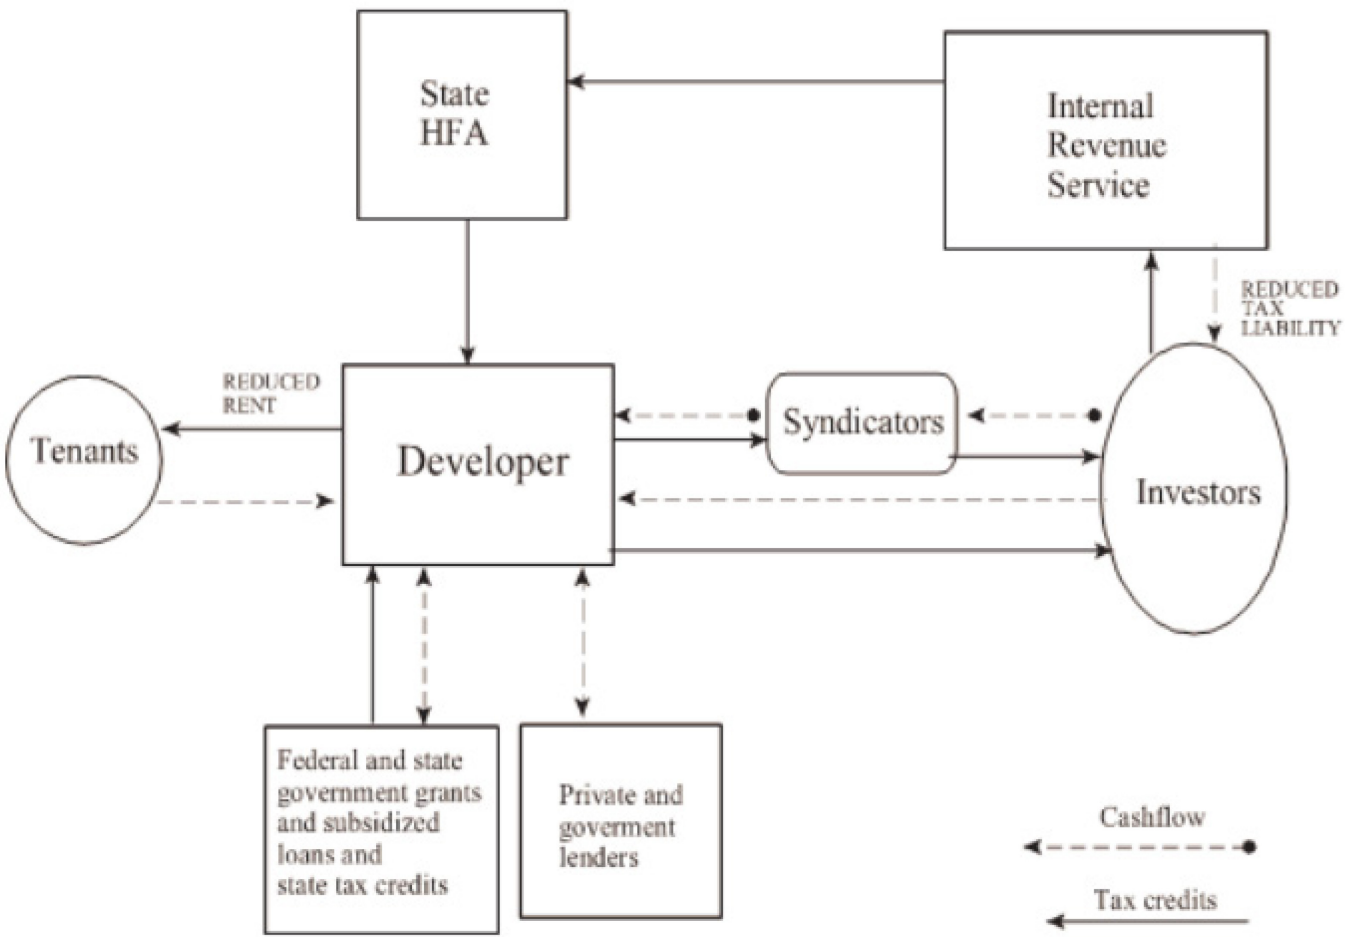 State
HFA
Internal
Revenue
Service
REDUCED
TAX
LIABILITY
REDUCED
RENT
Tenants
Developer
Syndicators
Investors
Federal and state
government grants
and subsidized
loans and
state tax credits
Private and
goverment
lenders
Cashflow
Tax credits